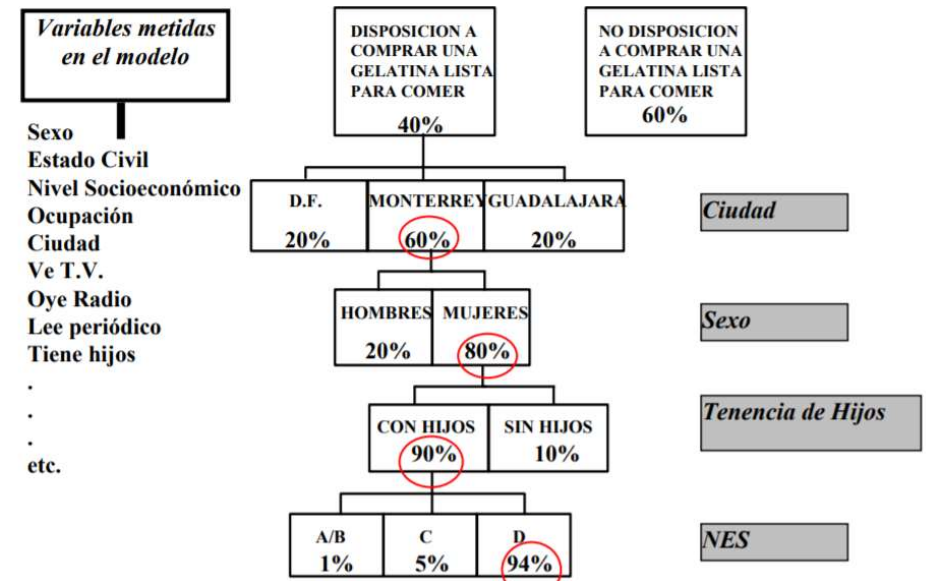 Variables metidas
en el modelo
Sexo
Estado Civil
Nivel Socioeconómico
Ocupación
Ciudad
Ve T.V.
Oye Radio
Lee periódico
Tiene hijos
.
.
.
etc.
DISPOSICION A
COMPRAR UNA
GELATINA LISTA
PARA COMER
40%
NO DISPOSICION
A COMPRAR UNA
GELATINA LISTA
PARA COMER
60%
D.F.
20%
MONTERREY
60%
GUADALAJARA
20%
Ciudad
HOMBRES
20%
MUJERES
80%
Sexo
CON HIJOS
90%
SIN HIJOS
10%
Tenencia de Hijos
A/B
1%
C
5%
D
94%
NES